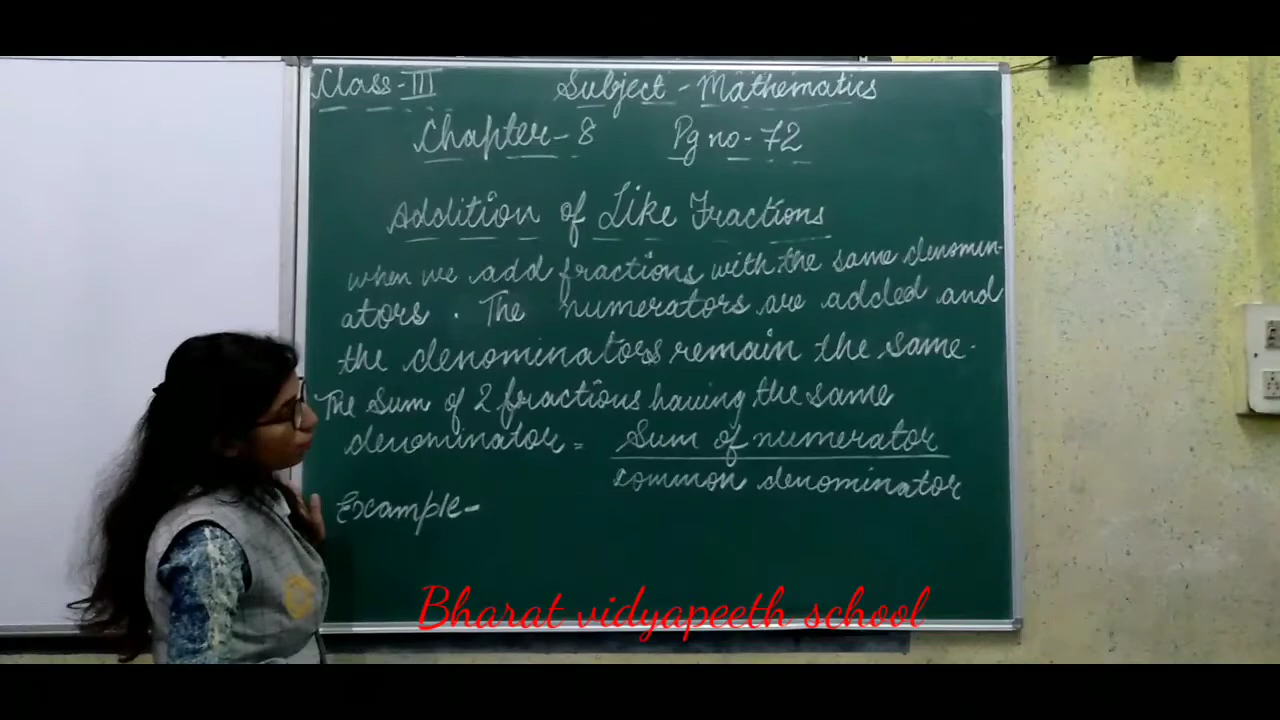 Class-III Subject - Mathematics
Chapter-8 Pg no-72
Addition of Like Fractions
when we add fractions with the same denomin-
ators. The numerators are added and
the denominators remain the same.
The Sum of 2 fractions having the same
denominator = Sum of numerator
common denominator
Example-
Bharat vidyapeeth school